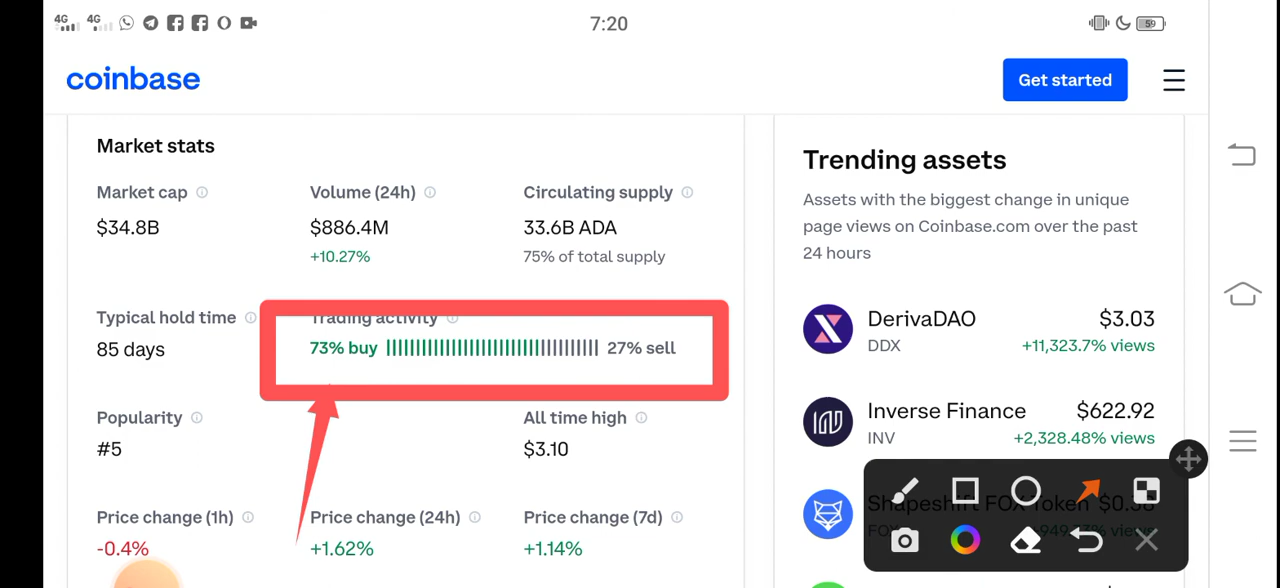 4G 4G 7:20 59
coinbase
Get started
Market stats
Market cap
Volume (24h)
Circulating supply
$34.8B
$886.4M
33.6B ADA
+10.27%
75% of total supply
Typical hold time
Trading activity
85 days
73% buy
27% sell
Popularity
All time high
#5
$3.10
Price change (1h)
Price change (24h)
Price change (7d)
-0.4%
+1.62%
+1.14%
Trending assets
Assets with the biggest change in unique
page views on Coinbase.com over the past
24 hours
DerivaDAO
$3.03
DDX
+11,323.7% views
Inverse Finance
$622.92
INV
+2,328.48% views
Shapeshift FOX Token